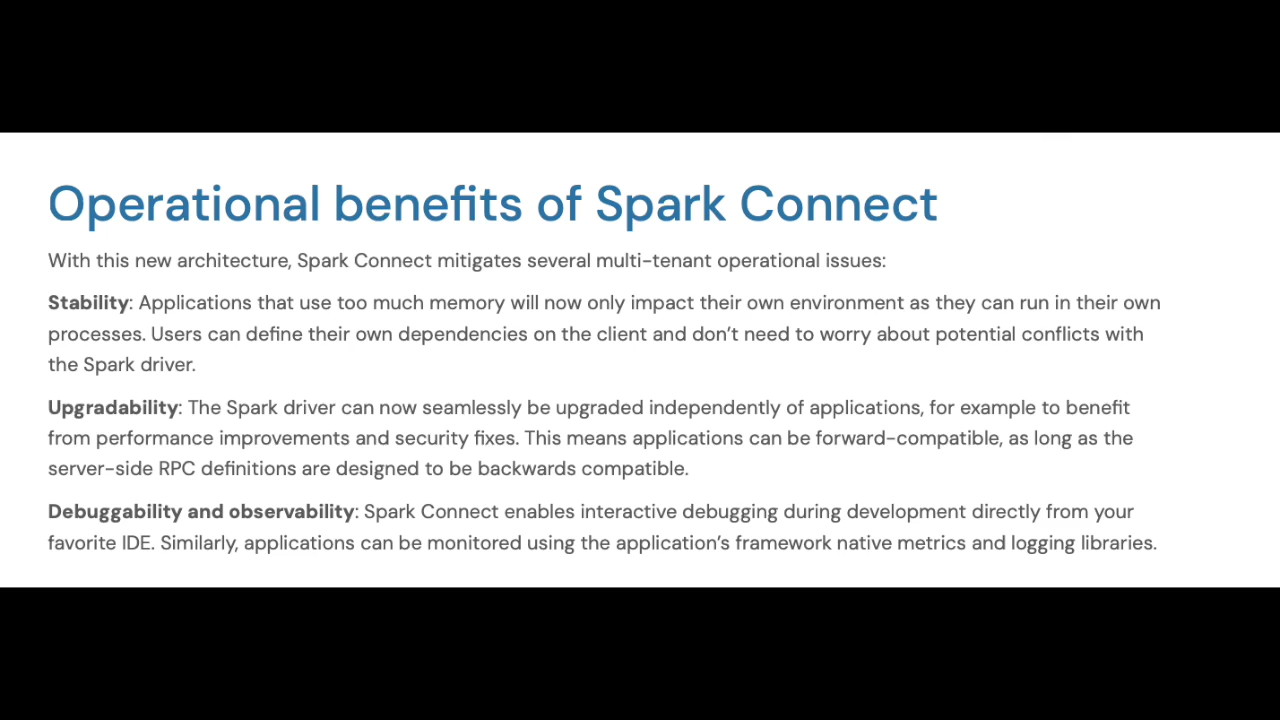 Operational benefits of Spark Connect
With this new architecture, Spark Connect mitigates several multi-tenant operational issues:
Stability: Applications that use too much memory will now only impact their own environment as they can run in their own
processes. Users can define their own dependencies on the client and don’t need to worry about potential conflicts with
the Spark driver.
Upgradability: The Spark driver can now seamlessly be upgraded independently of applications, for example to benefit
from performance improvements and security fixes. This means applications can be forward-compatible, as long as the
server-side RPC definitions are designed to be backwards compatible.
Debuggability and observability: Spark Connect enables interactive debugging during development directly from your
favorite IDE. Similarly, applications can be monitored using the application’s framework native metrics and logging libraries.